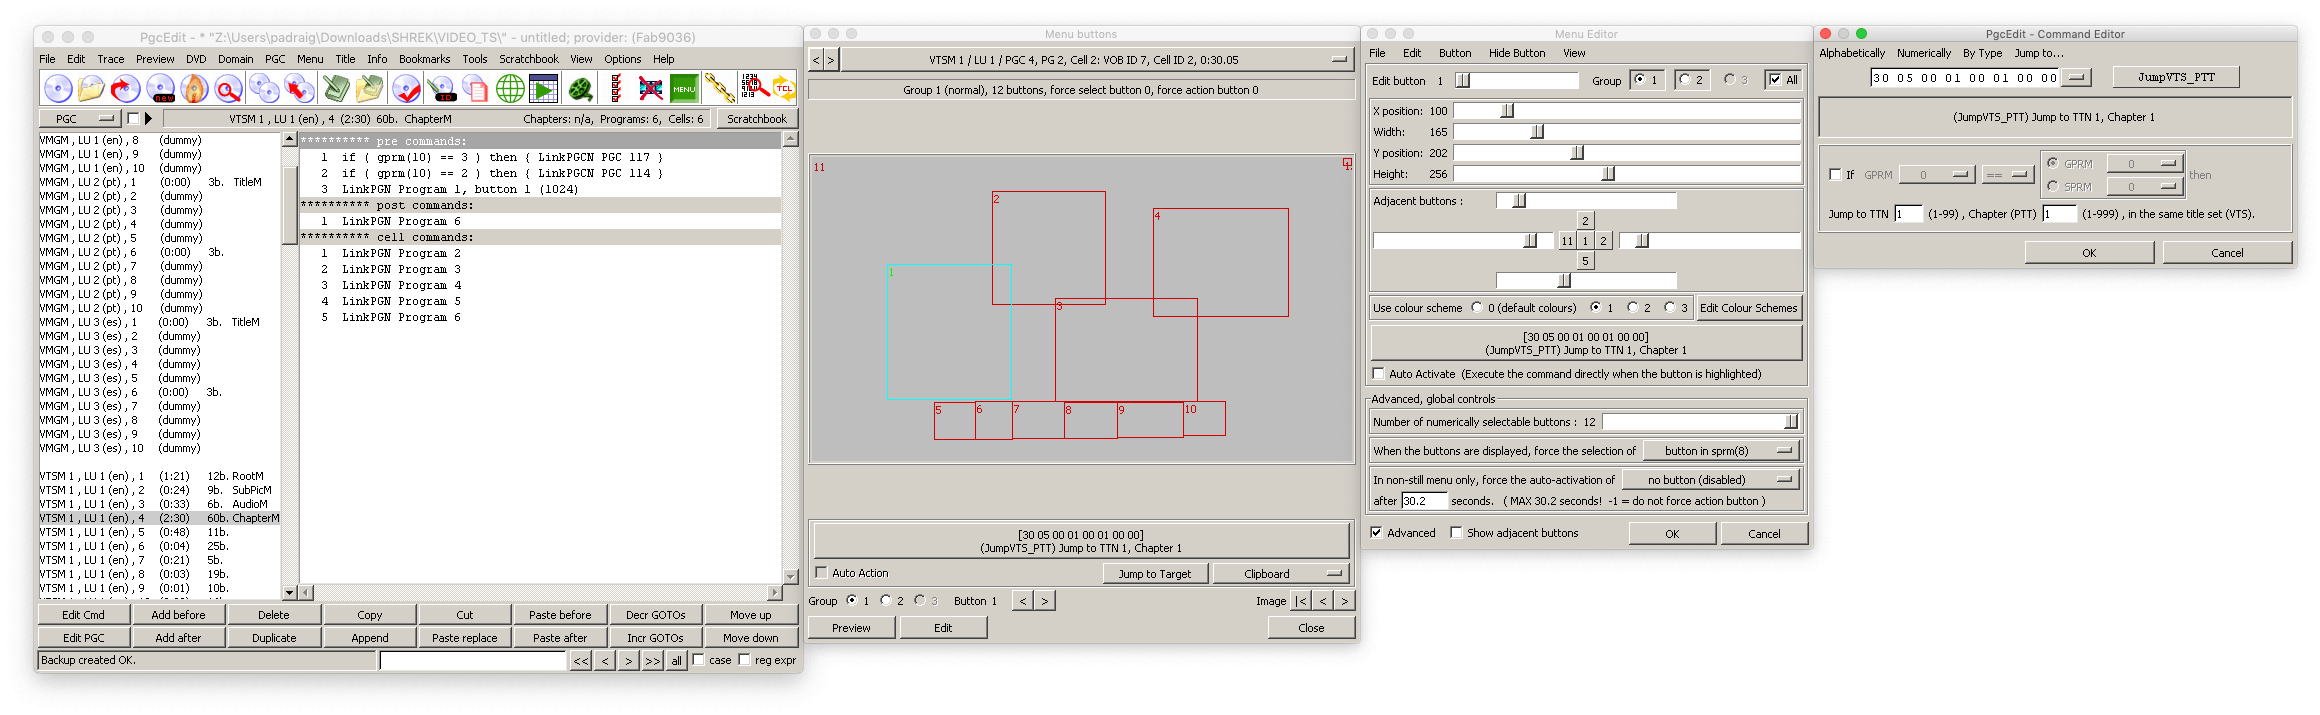 PgcEdit - * "Z:\Users\padraig\Downloads\SHREK\VIDEO_TS\" - untitled; provider: (Fab9036)
File Edit Trace Preview DVD Domain PGC Menu Title Info Bookmarks Tools Scratchbook View Options Help
new ID MENU TCL
PGC VTSM 1 , LU 1 (en) , 4 (2:30) 60b. ChapterM Chapters: n/a, Programs: 6, Cells: 6 Scratchbook
VMGM , LU 1 (en) , 8 (dummy)
VMGM , LU 1 (en) , 9 (dummy)
VMGM , LU 1 (en) , 10 (dummy)
VMGM , LU 2 (pt) , 1 (0:00) 3b. TitleM
VMGM , LU 2 (pt) , 2 (dummy)
VMGM , LU 2 (pt) , 3 (dummy)
VMGM , LU 2 (pt) , 4 (dummy)
VMGM , LU 2 (pt) , 5 (dummy)
VMGM , LU 2 (pt) , 6 (0:00) 3b.
VMGM , LU 2 (pt) , 7 (dummy)
VMGM , LU 2 (pt) , 8 (dummy)
VMGM , LU 2 (pt) , 9 (dummy)
VMGM , LU 2 (pt) , 10 (dummy)
VMGM , LU 3 (es) , 1 (0:00) 3b. TitleM
VMGM , LU 3 (es) , 2 (dummy)
VMGM , LU 3 (es) , 3 (dummy)
VMGM , LU 3 (es) , 4 (dummy)
VMGM , LU 3 (es) , 5 (dummy)
VMGM , LU 3 (es) , 6 (0:00) 3b.
VMGM , LU 3 (es) , 7 (dummy)
VMGM , LU 3 (es) , 8 (dummy)
VMGM , LU 3 (es) , 9 (dummy)
VMGM , LU 3 (es) , 10 (dummy)
VTSM 1 , LU 1 (en) , 1 (1:21) 12b. RootM
VTSM 1 , LU 1 (en) , 2 (0:24) 9b. SubPicM
VTSM 1 , LU 1 (en) , 3 (0:33) 6b. AudioM
VTSM 1 , LU 1 (en) , 4 (2:30) 60b. ChapterM
VTSM 1 , LU 1 (en) , 5 (0:48) 11b.
VTSM 1 , LU 1 (en) , 6 (0:04) 25b.
VTSM 1 , LU 1 (en) , 7 (0:21) 5b.
VTSM 1 , LU 1 (en) , 8 (0:03) 19b.
VTSM 1 , LU 1 (en) , 9 (0:01) 10b.
********** pre commands:
1 if ( gprm(10) == 3 ) then { LinkPGCN PGC 117 }
2 if ( gprm(10) == 2 ) then { LinkPGCN PGC 114 }
3 LinkPGN Program 1, button 1 (1024)
********** post commands:
1 LinkPGN Program 6
********** cell commands:
1 LinkPGN Program 2
2 LinkPGN Program 3
3 LinkPGN Program 4
4 LinkPGN Program 5
5 LinkPGN Program 6
Edit Cmd Add before Delete Copy Cut Paste before Decr GOTOs Move up
Edit PGC Add after Duplicate Append Paste replace Paste after Incr GOTOs Move down
Backup created OK. << < > >> all case reg expr
Menu buttons
< > VTSM 1 / LU 1 / PGC 4, PG 2, Cell 2: VOB ID 7, Cell ID 2, 0:30.05
Group 1 (normal), 12 buttons, force select button 0, force action button 0
11
2
4
1
3
5 6 7 8 9 10
[30 05 00 01 00 01 00 00]
(JumpVTS_PTT) Jump to TTN 1, Chapter 1
Auto Action Jump to Target Clipboard
Group 1 2 3 Button 1 < > Image |< < >
Preview Edit Close
Menu Editor
File Edit Button Hide Button View
Edit button 1 Group 1 2 3 All
X position: 100
Width: 165
Y position: 202
Height: 256
Adjacent buttons :
2
11 1 2
5
Use colour scheme 0 (default colours) 1 2 3 Edit Colour Schemes
[30 05 00 01 00 01 00 00]
(JumpVTS_PTT) Jump to TTN 1, Chapter 1
Auto Activate (Execute the command directly when the button is highlighted)
Advanced, global controls
Number of numerically selectable buttons : 12
When the buttons are displayed, force the selection of button in sprm(8)
In non-still menu only, force the auto-activation of no button (disabled)
after 30.2 seconds. ( MAX 30.2 seconds! -1 = do not force action button )
Advanced Show adjacent buttons OK Cancel
PgcEdit - Command Editor
Alphabetically Numerically By Type Jump to...
30 05 00 01 00 01 00 00 JumpVTS_PTT
(JumpVTS_PTT) Jump to TTN 1, Chapter 1
If GPRM 0 == GPRM 0 SPRM 0 then
Jump to TTN 1 (1-99) , Chapter (PTT) 1 (1-999) , in the same title set (VTS).
OK Cancel